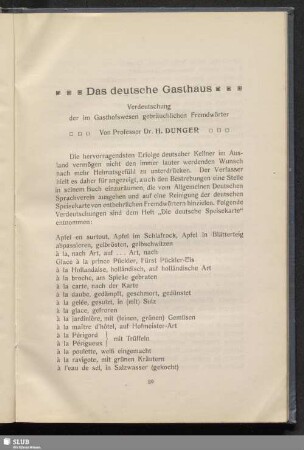 Das deutsche Gasthaus
Verdeutschung
der im Gasthofswesen gebräuchlichen Fremdwörter
Von Professor Dr. H. DUNGER
Die hervorragendsten Erfolge deutscher Kellner im Aus-
land vermögen nicht den immer lauter werdenden Wunsch
nach mehr Heimatsgefühl zu unterdrücken. Der Verfasser
hielt es daher für angezeigt, auch den Bestrebungen eine Stelle
in seinem Buch einzuräumen, die vom Allgemeinen Deutschen
Sprachverein ausgehen und auf eine Reinigung der deutschen
Speisekarte von entbehrlichen Fremdwörtern hinzielen. Folgende
Verdeutschungen sind dem Heft „Die deutsche Speisekarte"
entnommen:
Apfel en surtout, Apfel im Schlafrock, Apfel in Blätterteig
abpassieren, gelbrösten, gelbschwitzen
à la, nach Art, auf . . . Art, nach
Glace à la prince Pückler, Fürst Pückler-Eis
à la Hollandaise, holländisch, auf holländische Art
à la broche, am Spieße gebraten
à la carte, nach der Karte
à la daube, gedämpft, geschmort, gedünstet
à la gelée, gesulzt, in (mit) Sulz
à la glace, gefroren
à la jardinière, mit (feinen, grünen) Gemüsen
à la maître d'hôtel, auf Hofmeister-Art
à la Périgord } mit Trüffeln
à la Périgueux
à la poulette, weiß eingemacht
à la ravigote, mit grünen Kräutern
à l'eau de sel, in Salzwasser (gekocht)
SLUB